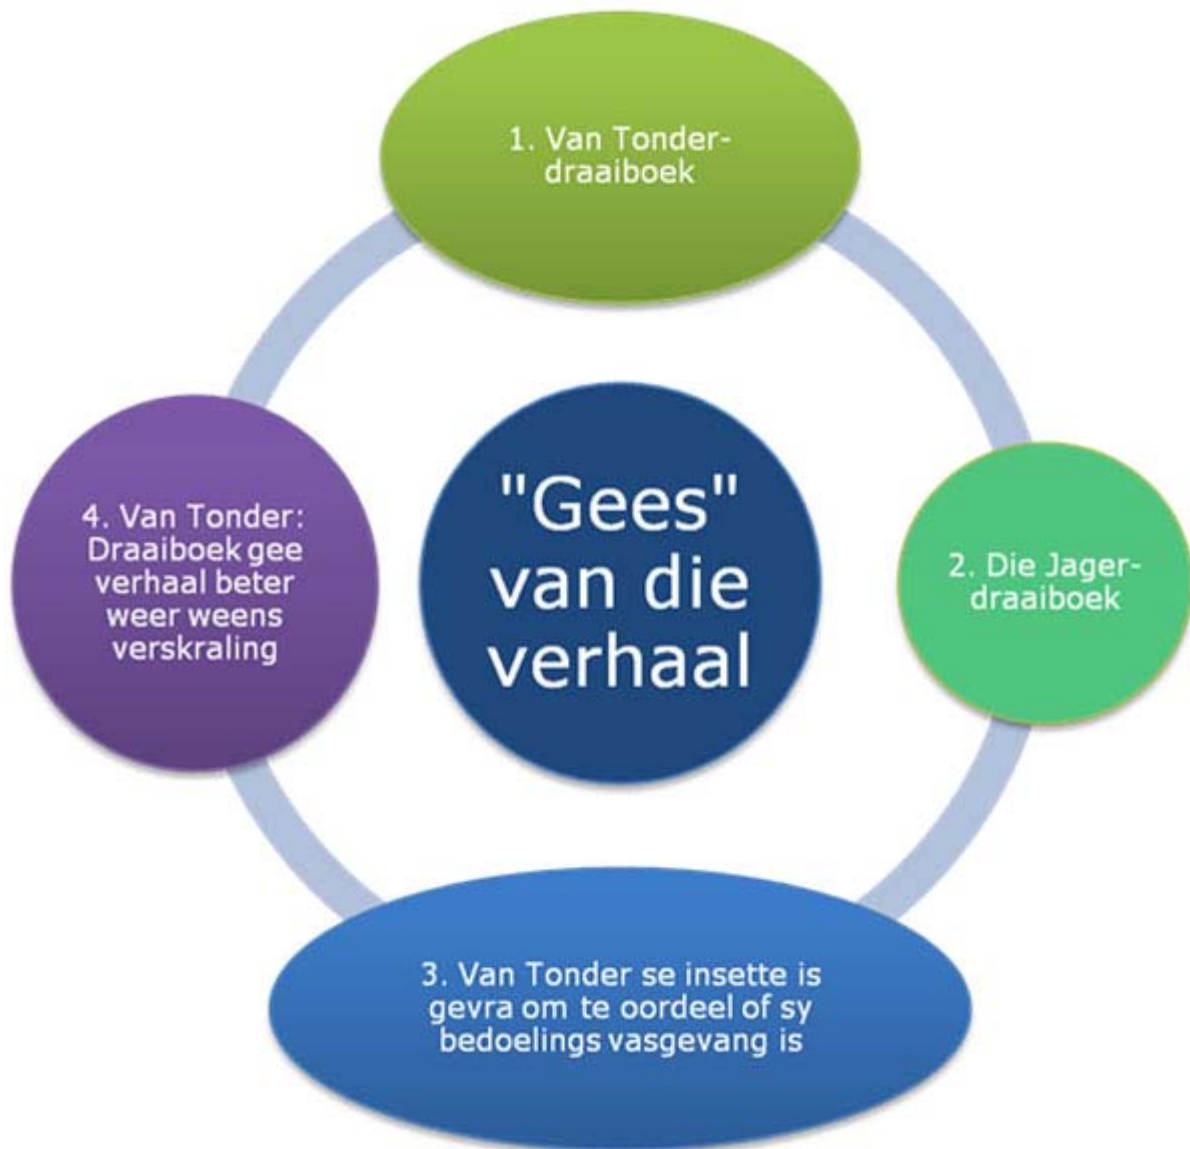 1. Van Tonder-
draaiboek
"Gees"
van die
verhaal
2. Die Jager-
draaiboek
3. Van Tonder se insette is
gevra om te oordeel of sy
bedoelings vasgevang is
4. Van Tonder:
Draaiboek gee
verhaal beter
weer weens
verskraling